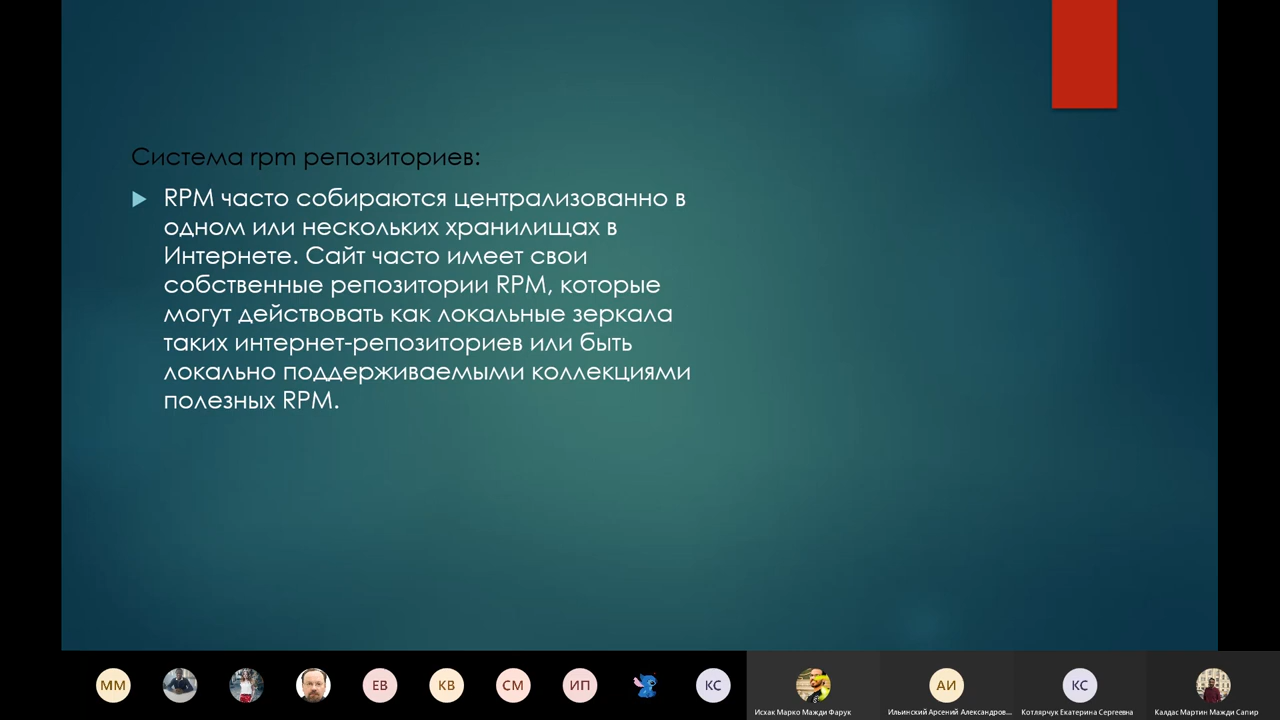 Система rpm репозиториев:
RPM часто собираются централизованно в
одном или нескольких хранилищах в
Интернете. Сайт часто имеет свои
собственные репозитории RPM, которые
могут действовать как локальные зеркала
таких интернет-репозиториев или быть
локально поддерживаемыми коллекциями
полезных RPM.
ММ
ЕВ
КВ
СМ
ИП
КС
АИ
КС
Исхак Марко Мажди Фарук
Ильинский Арсений Александров...
Котлярчук Екатерина Сергеевна
Калдас Мартин Мажди Сапир